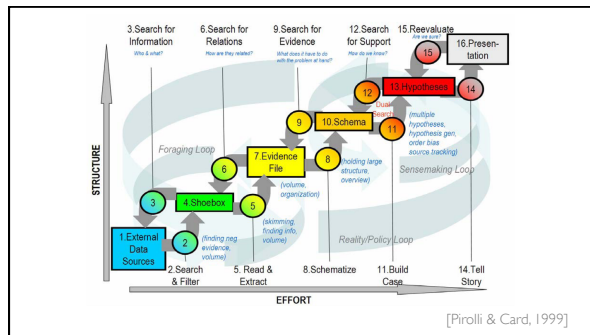 3.Search for
Information
Who & what?
6.Search for
Relations
How are they related?
9.Search for
Evidence
What does it have to do
with the problem at hand?
12.Search
for Support
How do we know?
15.Reevaluate
Are we sure?
16.Presen-
tation
15
14
13.Hypotheses
12
Dual
Search
11
(multiple
hypotheses,
hypothesis gen,
order bias
source tracking)
10.Schema
9
8
(holding large
structure,
overview)
7.Evidence
File
(volume,
organization)
6
5
(skimming,
finding info,
volume)
4.Shoebox
3
2
(finding neg
evidence,
volume)
1.External
Data
Sources
Foraging Loop
Sensemaking Loop
Reality/Policy Loop
STRUCTURE
2.Search
& Filter
5. Read &
Extract
8.Schematize
11.Build
Case
14.Tell
Story
EFFORT
[Pirolli & Card, 1999]